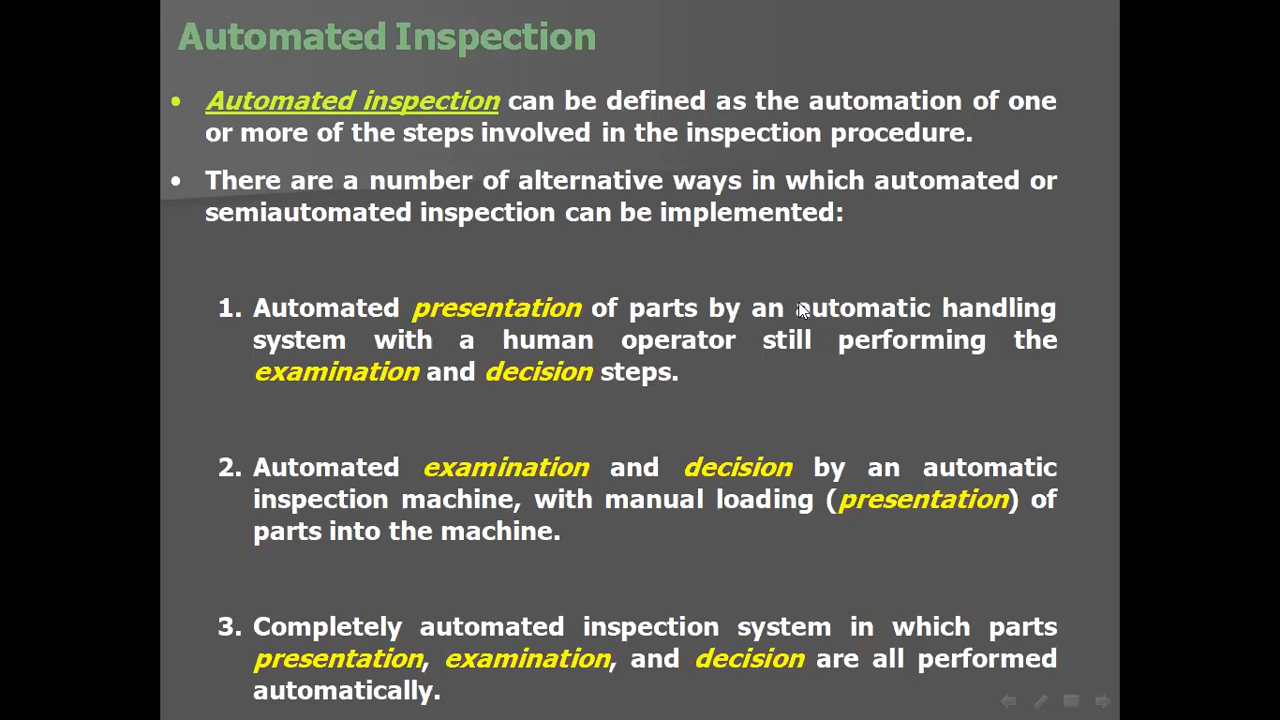 Automated Inspection
• Automated inspection can be defined as the automation of one
or more of the steps involved in the inspection procedure.
• There are a number of alternative ways in which automated or
semiautomated inspection can be implemented:
1. Automated presentation of parts by an automatic handling
system with a human operator still performing the
examination and decision steps.
2. Automated examination and decision by an automatic
inspection machine, with manual loading (presentation) of
parts into the machine.
3. Completely automated inspection system in which parts
presentation, examination, and decision are all performed
automatically.